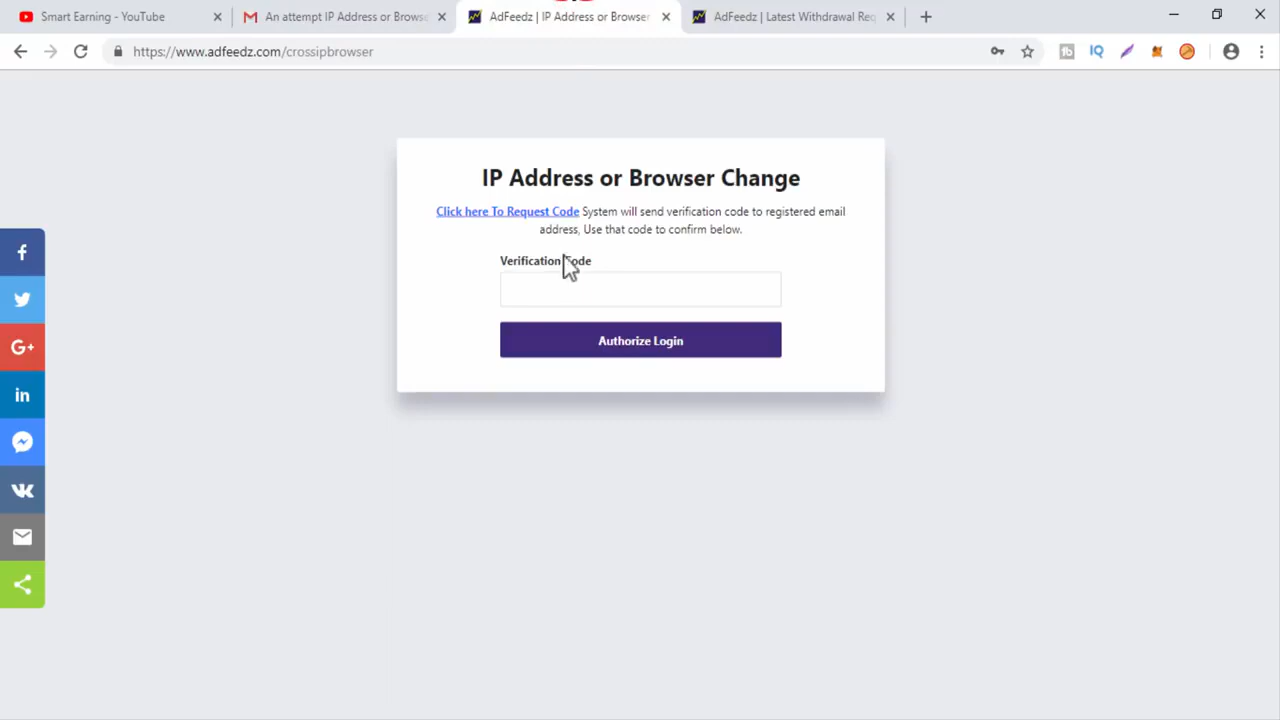 Smart Earning - YouTube
An attempt IP Address or Browse
AdFeedz | IP Address or Browser
AdFeedz | Latest Withdrawal Req
https://www.adfeedz.com/crossipbrowser
IP Address or Browser Change
Click here To Request Code System will send verification code to registered email
address, Use that code to confirm below.
Verification Code
Authorize Login